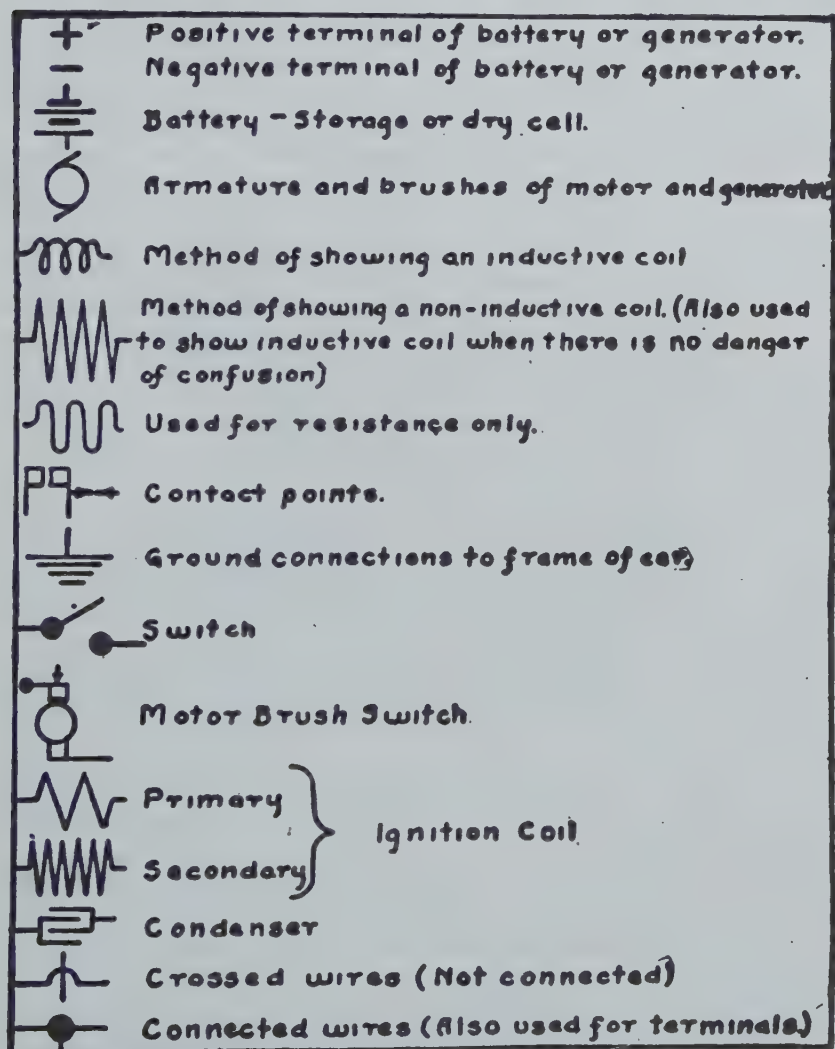 + Positive terminal of battery or generator.
- Negative terminal of battery or generator.
Battery - Storage or dry cell.
Armature and brushes of motor and generator
Method of showing an inductive coil
Method of showing a non-inductive coil. (Also used
to show inductive coil when there is no danger
of confusion)
Used for resistance only.
Contact points.
Ground connections to frame of car
Switch
Motor Brush Switch.
Primary
Ignition Coil.
Secondary
Condenser
Crossed wires (Not connected)
Connected wires (Also used for terminals.)